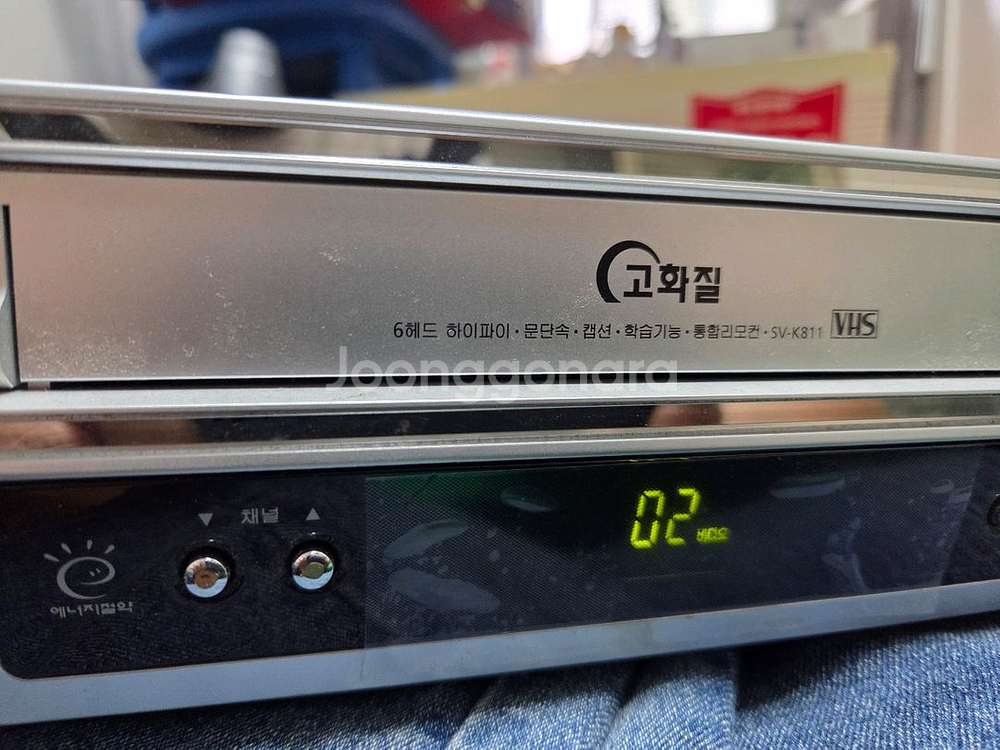 고화질
6헤드 하이파이·문단속·캡션·학습기능·통합리모컨·SV-K811 VHS
Joonggonara
▼ 채널 ▲
02 비디오
에너지절약